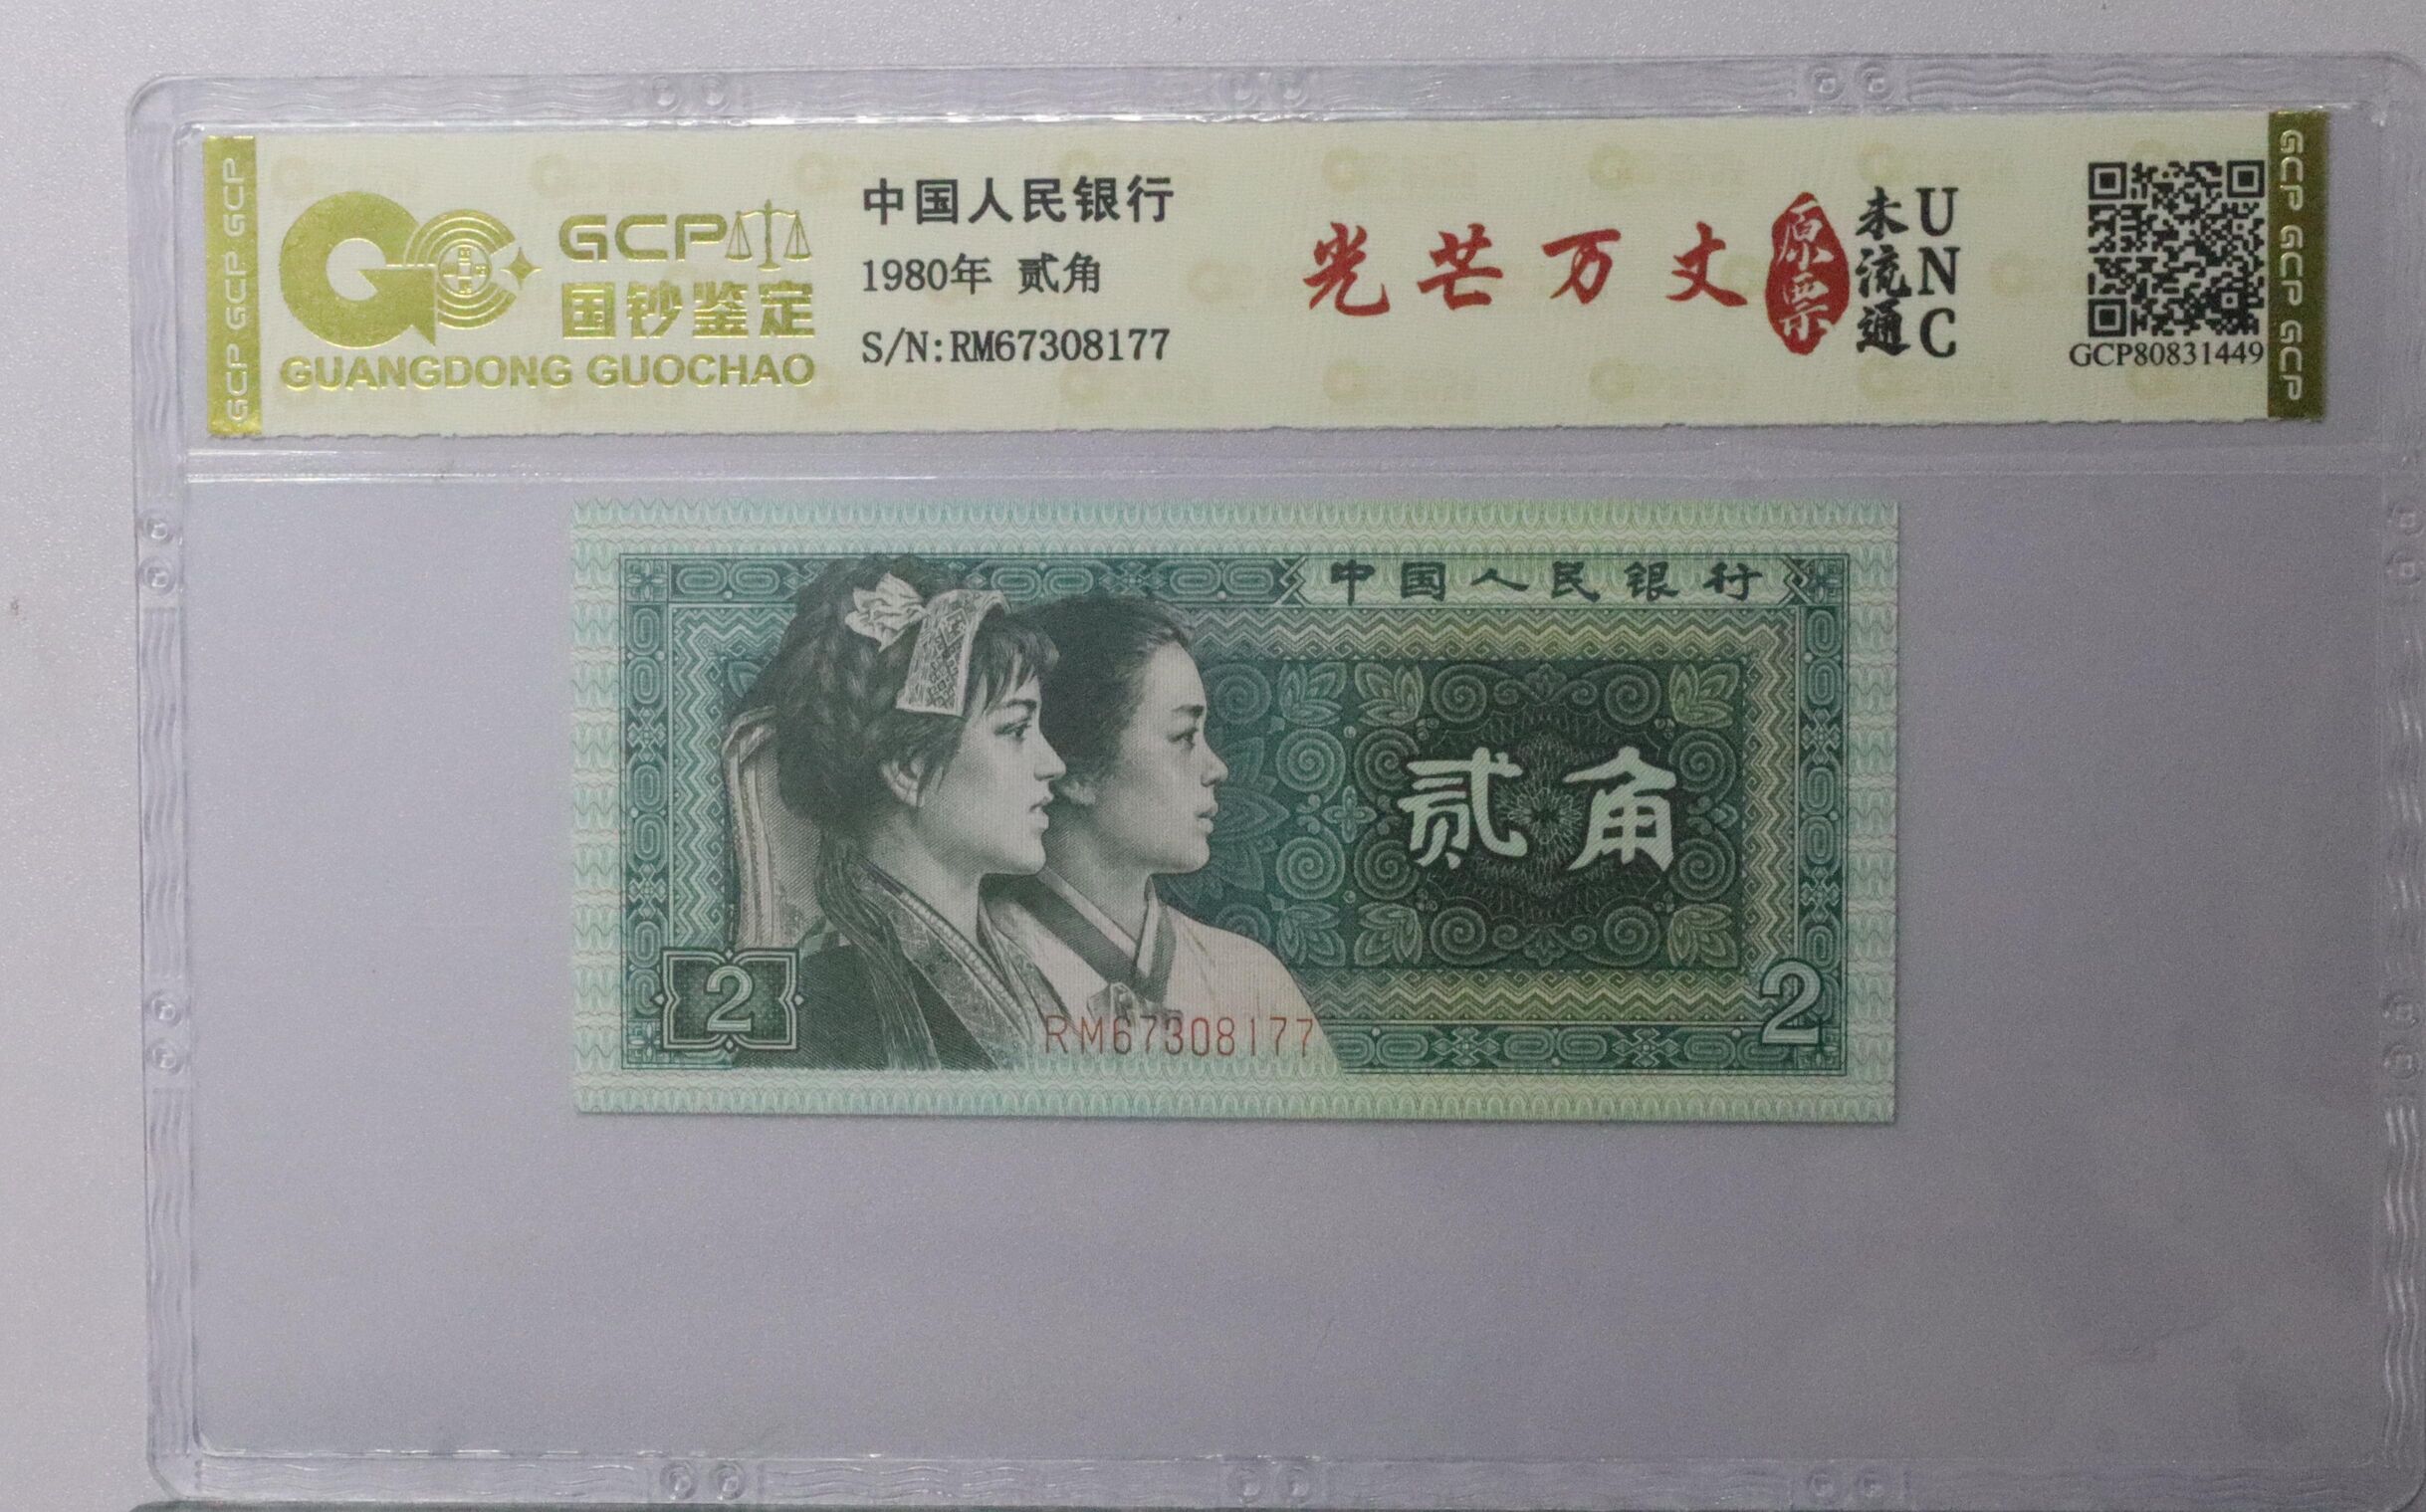 GCP GCP GCP
GCP
国钞鉴定
GUANGDONG GUOCHAO
中国人民银行
1980年 贰角
S/N:RM67308177
光芒万丈
原票
未流通
UNC
GCP80831449
GCP GCP GCP
中国人民银行
贰角
2
RM67308177
2